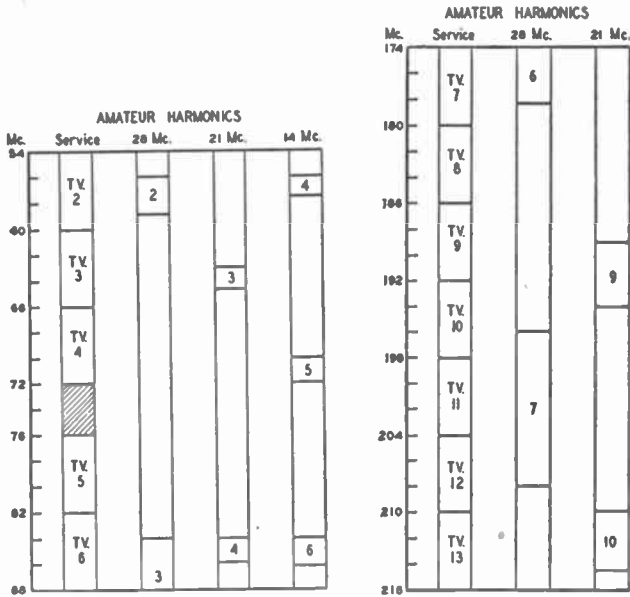 AMATEUR HARMONICS
Mc. Service 28 Mc. 21 Mc. 14 Mc.
54
T.V. 2
2
4
60
T.V. 3
3
66
T.V. 4
5
72
76
T.V. 5
82
T.V. 6
4
6
3
88
AMATEUR HARMONICS
Mc. Service 28 Mc. 21 Mc.
174
T.V. 7
6
180
T.V. 8
186
T.V. 9
9
192
T.V. 10
198
T.V. 11
7
204
T.V. 12
210
T.V. 13
10
216